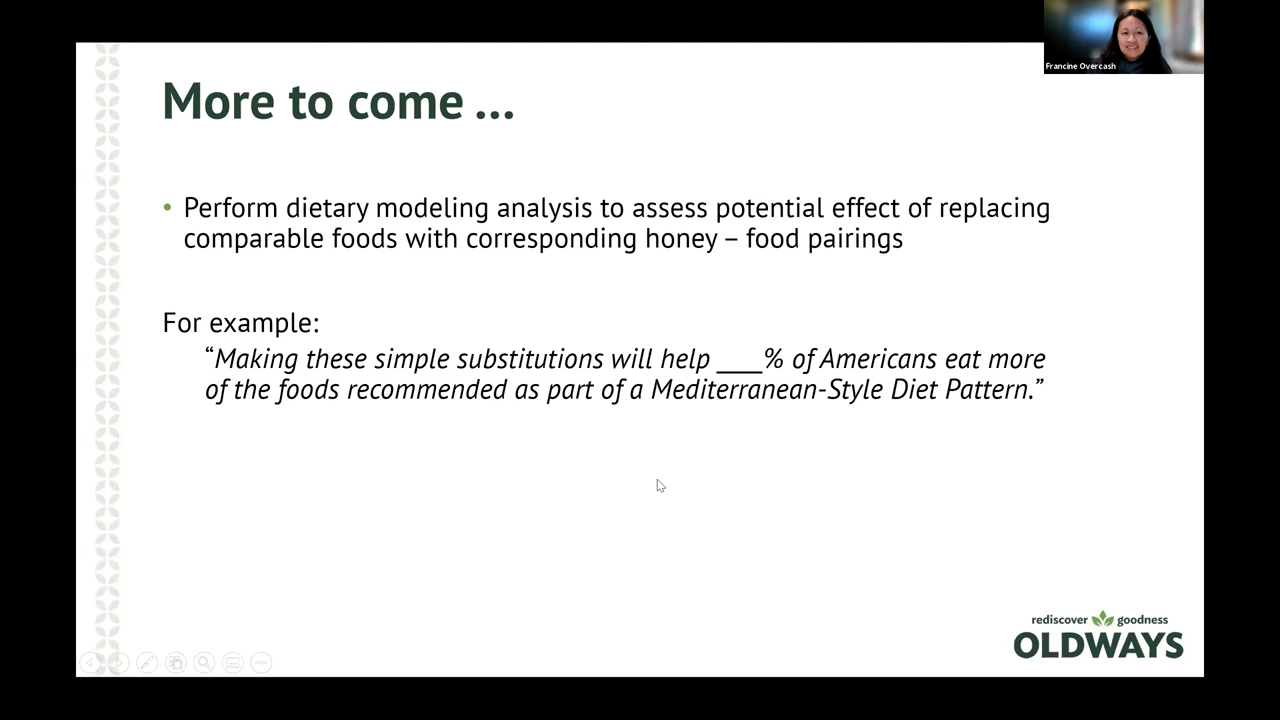 Francine Overcash
More to come ...
• Perform dietary modeling analysis to assess potential effect of replacing
comparable foods with corresponding honey – food pairings
For example:
“Making these simple substitutions will help ____% of Americans eat more
of the foods recommended as part of a Mediterranean-Style Diet Pattern.”
rediscover goodness
OLDWAYS